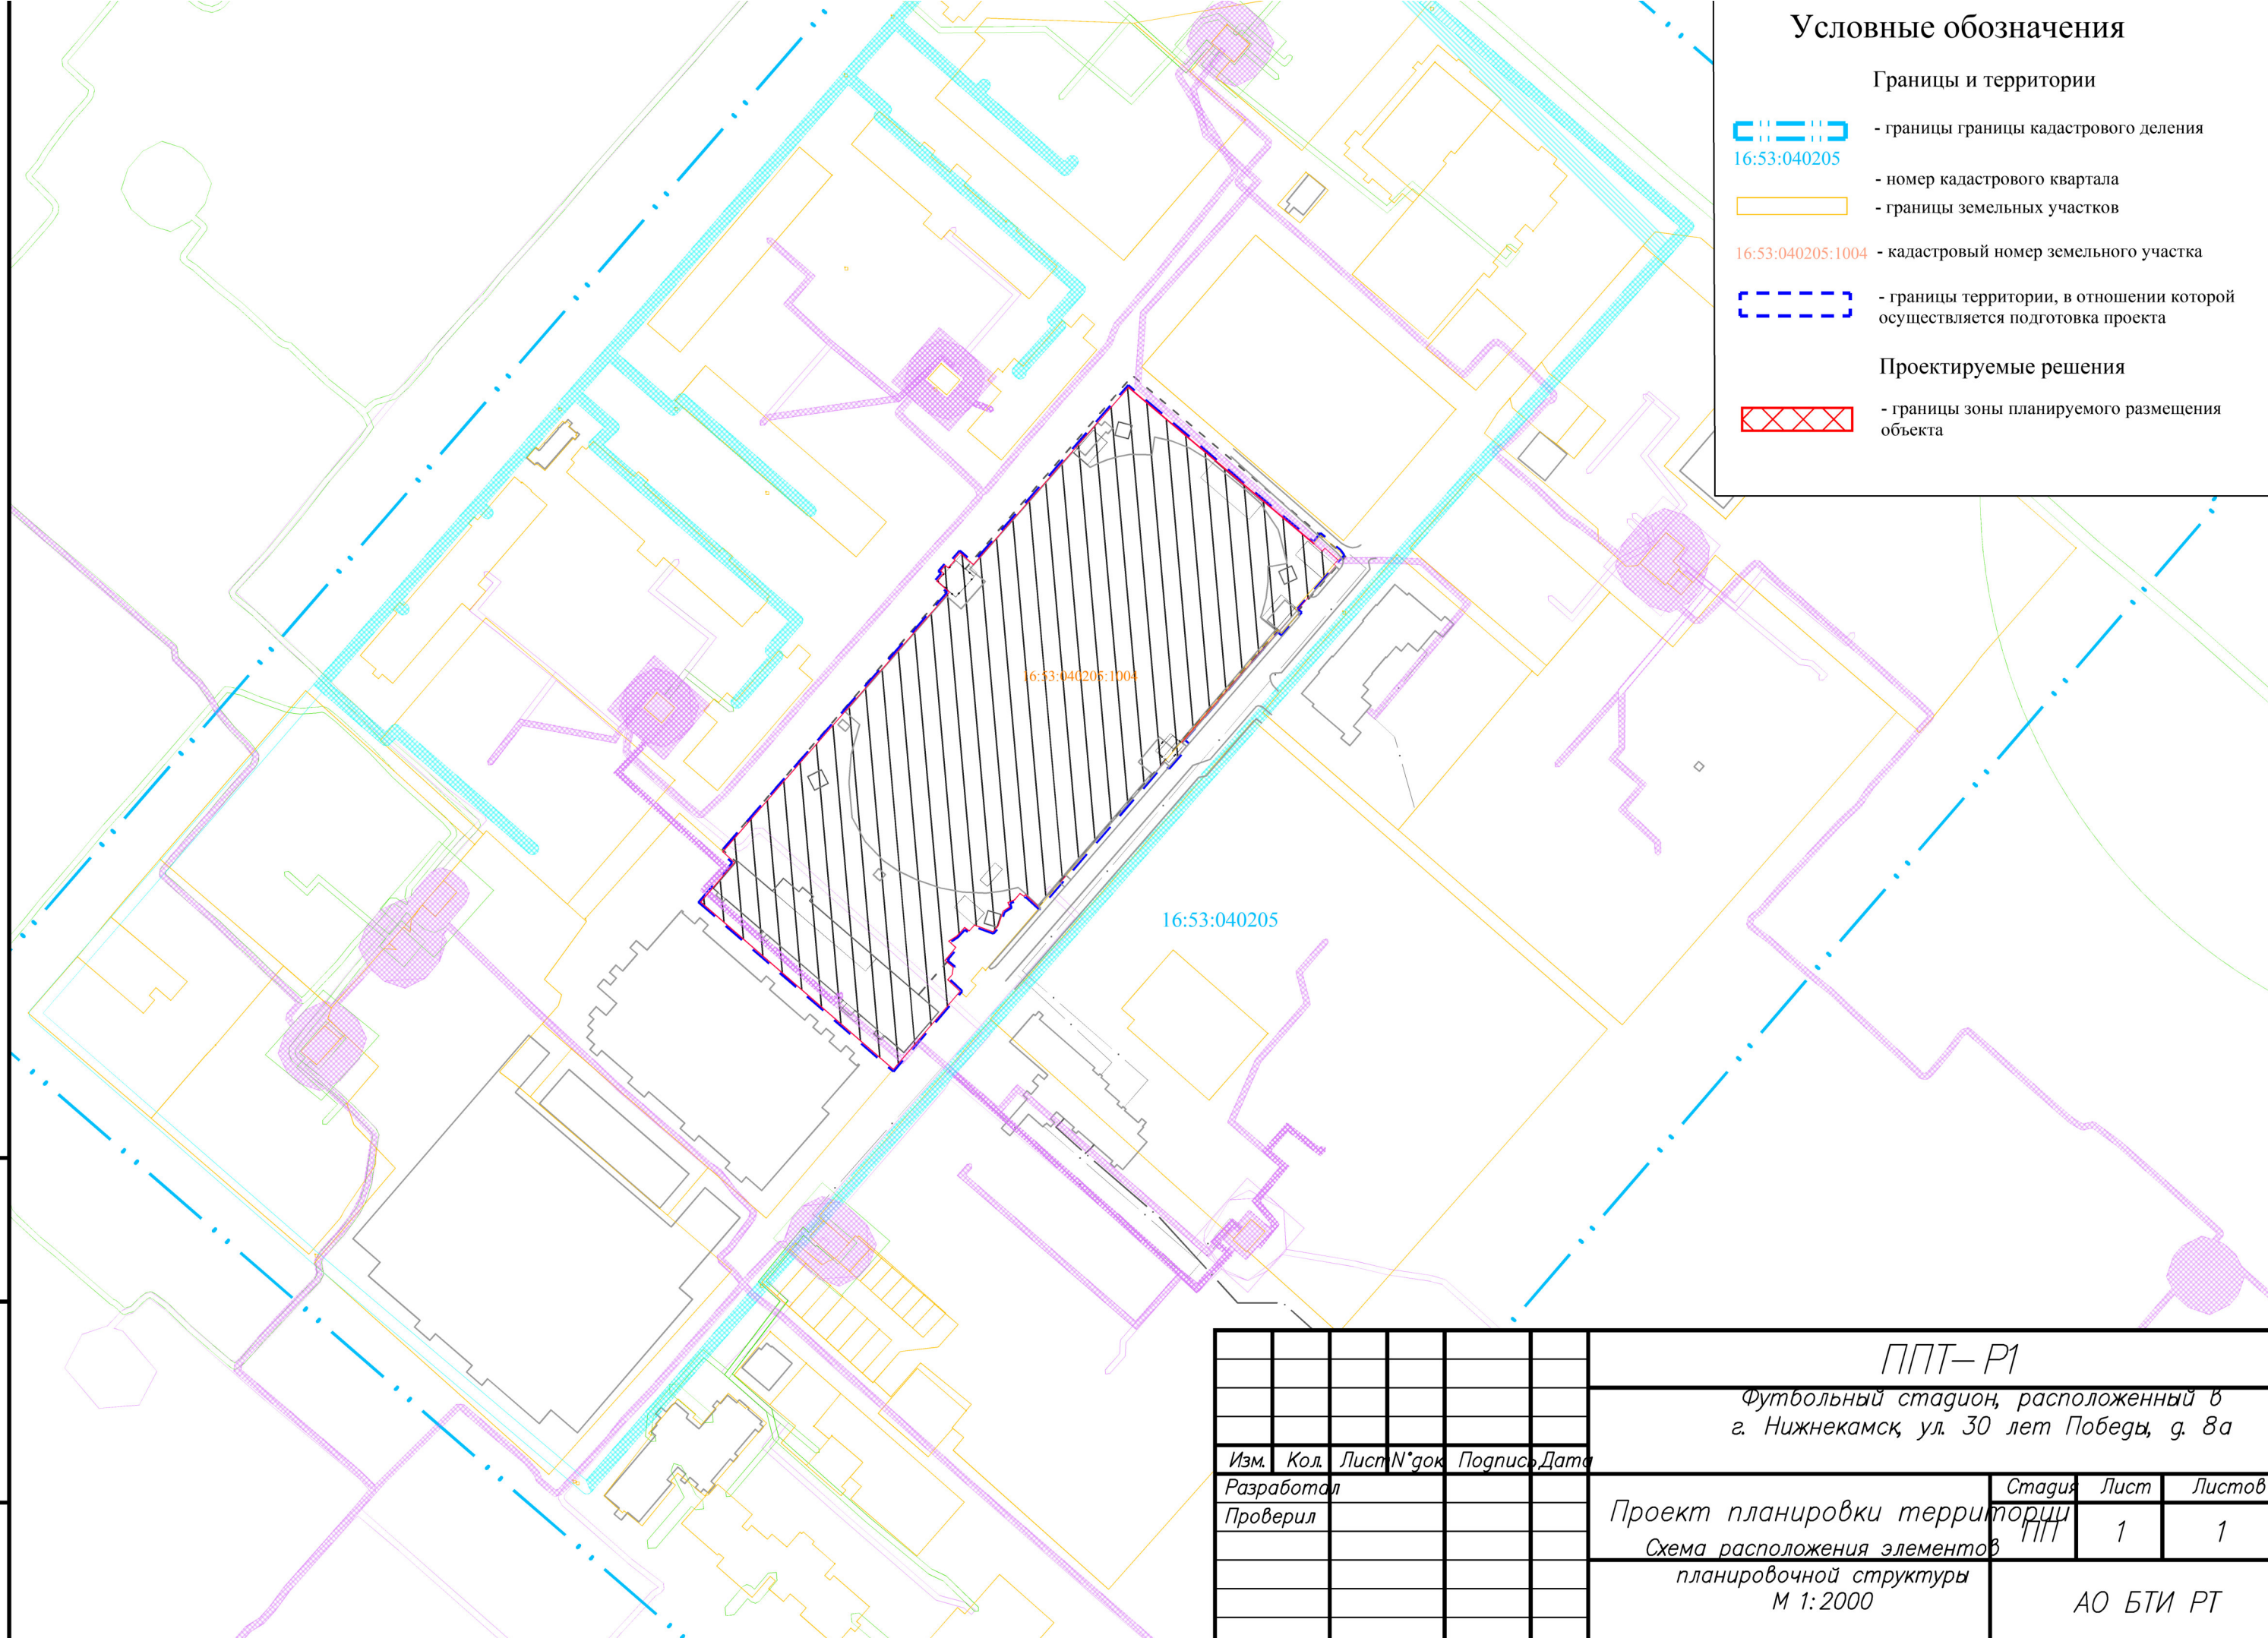 Условные обозначения
Границы и территории
- границы границы кадастрового деления
16:53:040205
- номер кадастрового квартала
- границы земельных участков
16:53:040205:1004 - кадастровый номер земельного участка
- границы территории, в отношении которой
осуществляется подготовка проекта
Проектируемые решения
- границы зоны планируемого размещения
объекта
16:53:040205:1004
16:53:040205
ППТ- Р1
Футбольный стадион, расположенный в
г. Нижнекамск, ул. 30 лет Победы, д. 8а
Изм. Кол. Лист N°док Подпись Дата
Разработал
Проверил
Проект планировки территории
Стадия Лист Листов
ПП 1 1
Схема расположения элементов
планировочной структуры
М 1:2000
АО БТИ РТ